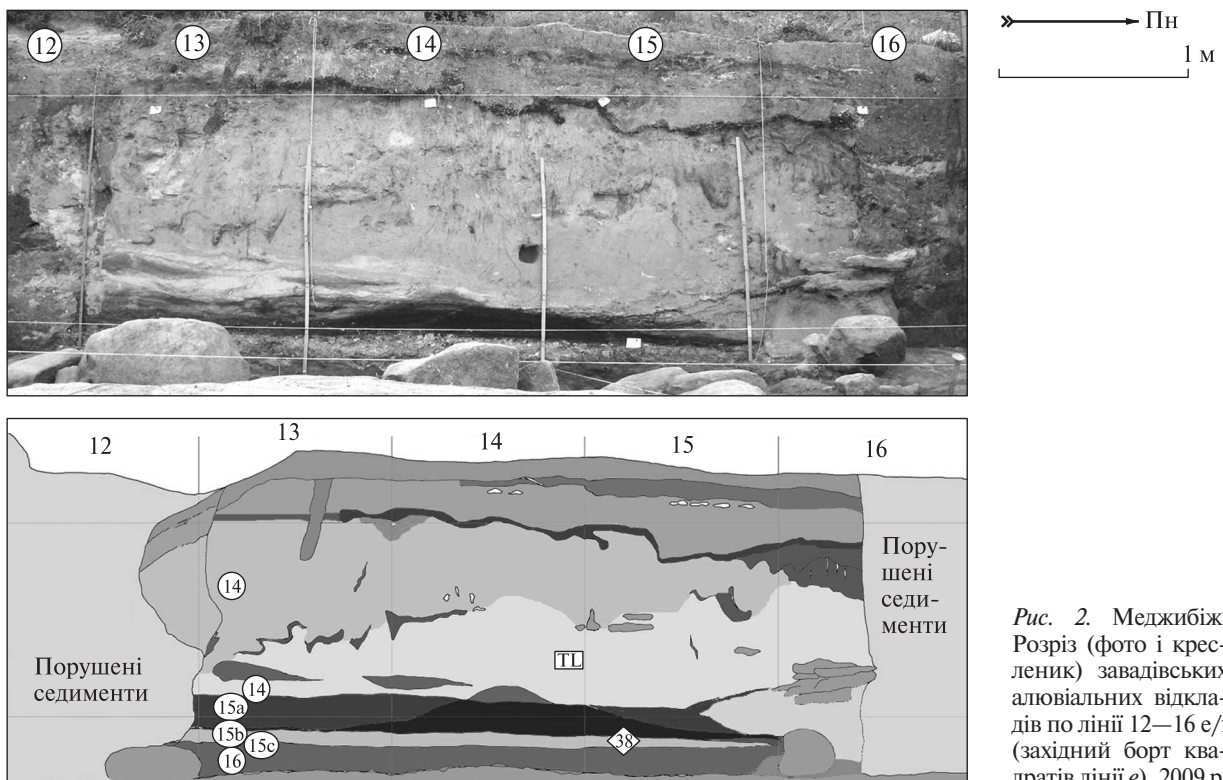 12 13 14 15 16
Пн
1 м
12 13 14 15 16
Порушені
седименти
14
TL
14
15a
15b
15c
16
38
Пору-
шені
седи-
менти
Рис. 2. Меджибіж
Розріз (фото і крес-
леник) завадівських
алювіальних відкла-
дів по лінії 12—16 е/
(західний борт ква-
дратів лінії е), 2009 р